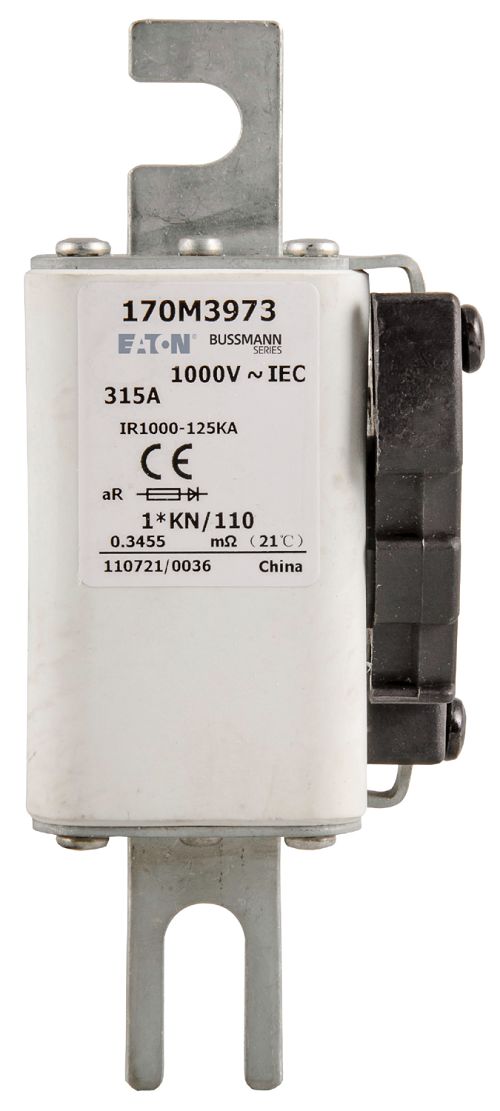 170M3973
EATON BUSSMANN SERIES
1000V ~ IEC
315A
IR1000-125KA
CE
aR
1*KN/110
0.3455 mΩ (21℃)
110721/0036 China